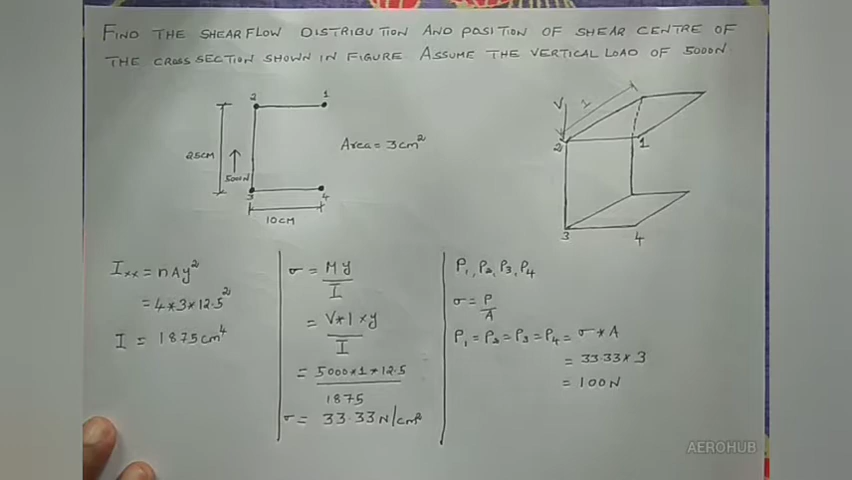 FIND THE SHEAR FLOW DISTRIBUTION AND POSITION OF SHEAR CENTRE OF
THE CROSS SECTION SHOWN IN FIGURE ASSUME THE VERTICAL LOAD OF 5000N.
2 1
25CM
500N
3 4
10CM
Area = 3cm²
V 1
2 1
3 4
Ixx = nAy²
= 4*3*12.5²
I = 1875cm⁴
σ = My/I
= V*1*y/I
= 5000*1*12.5/1875
σ = 33.33N/cm²
P₁, P₂, P₃, P₄
σ = P/A
P₁ = P₂ = P₃ = P₄ = σ*A
= 33.33*3
= 100N
AEROHUB